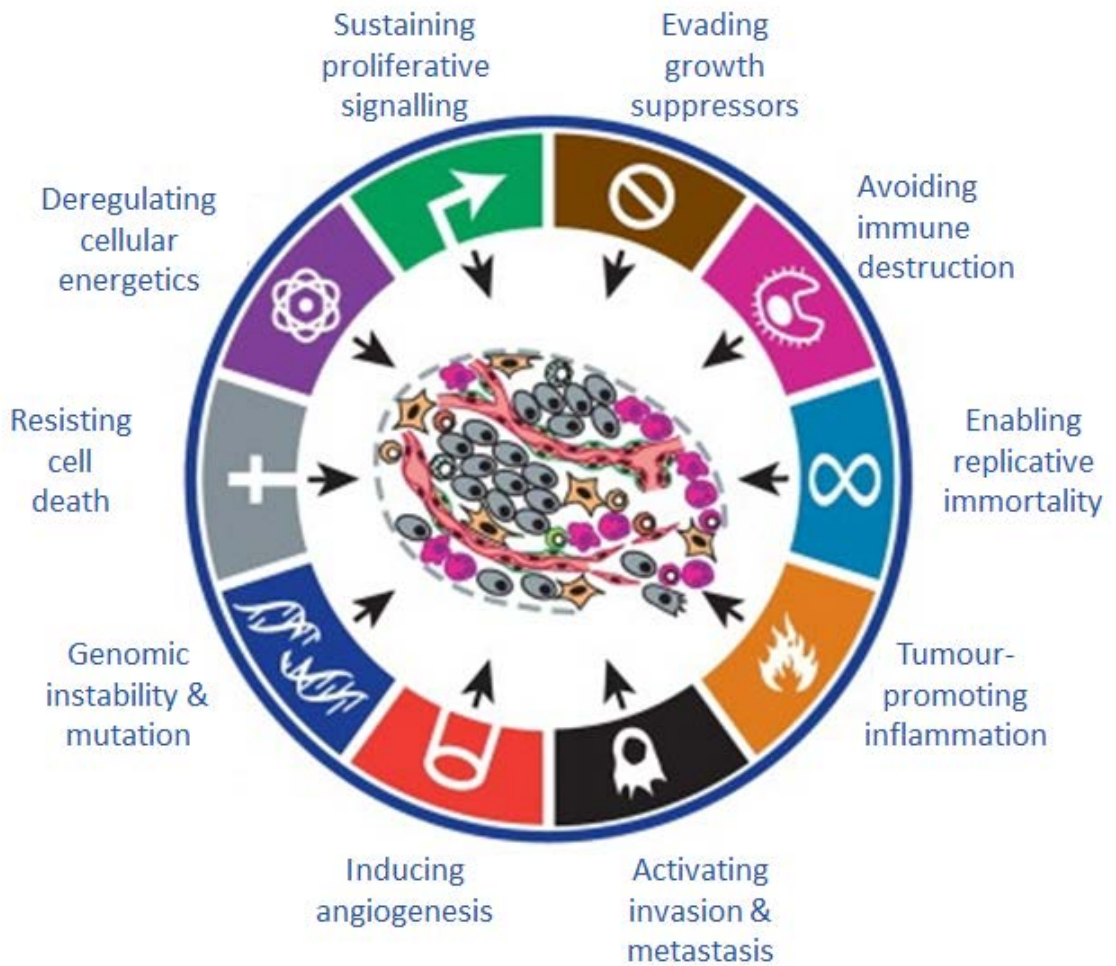 Sustaining
proliferative
signalling
Evading
growth
suppressors
Avoiding
immune
destruction
Enabling
replicative
immortality
Tumour-
promoting
inflammation
Activating
invasion &
metastasis
Inducing
angiogenesis
Genomic
instability &
mutation
Resisting
cell
death
Deregulating
cellular
energetics